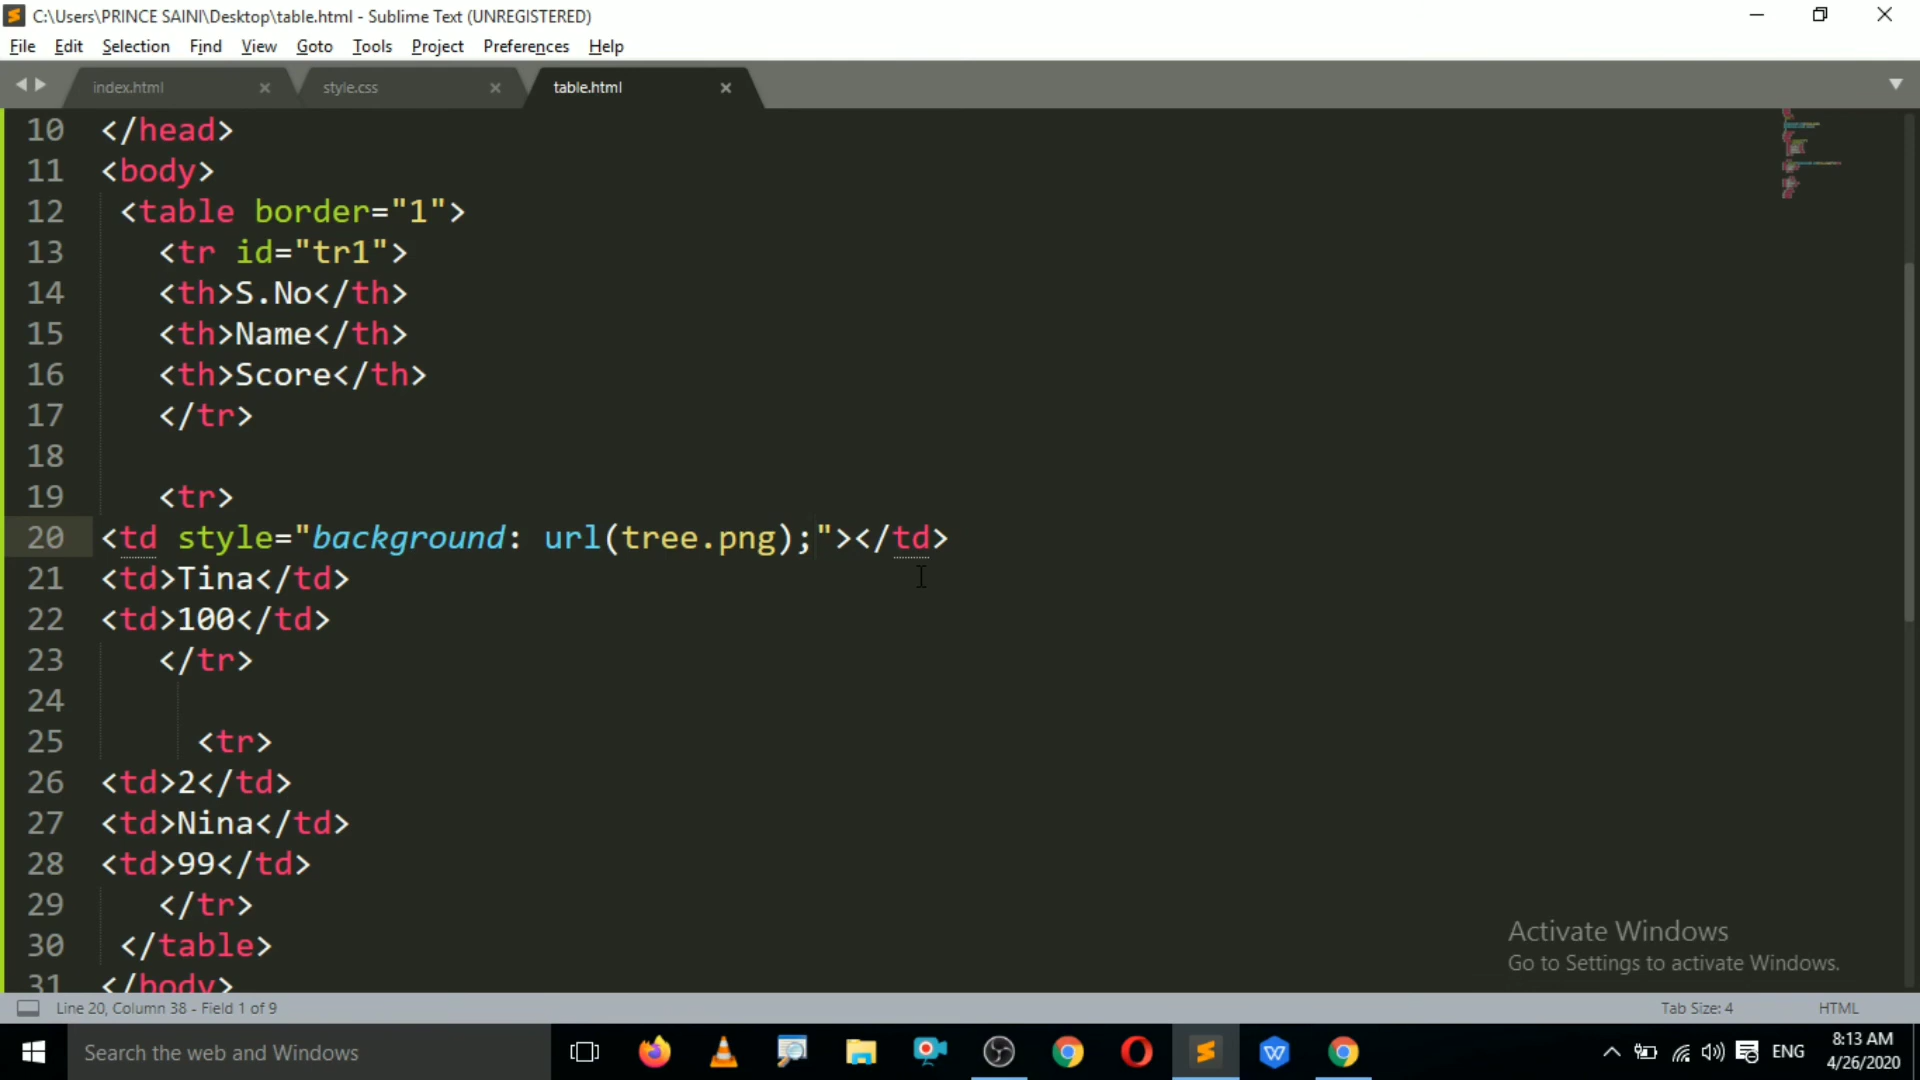 C:\Users\PRINCE SAINI\Desktop\table.html - Sublime Text (UNREGISTERED)
File Edit Selection Find View Goto Tools Project Preferences Help
index.html × style.css × table.html ×
10 </head>
11 <body>
12 <table border="1">
13 <tr id="tr1">
14 <th>S.No</th>
15 <th>Name</th>
16 <th>Score</th>
17 </tr>
18
19 <tr>
20 <td style="background: url(tree.png);"></td>
21 <td>Tina</td>
22 <td>100</td>
23 </tr>
24
25 <tr>
26 <td>2</td>
27 <td>Nina</td>
28 <td>99</td>
29 </tr>
30 </table>
31 </body>
Activate Windows
Go to Settings to activate Windows.
Line 20, Column 38 - Field 1 of 9 Tab Size: 4 HTML
Search the web and Windows ENG 8:13 AM
4/26/2020